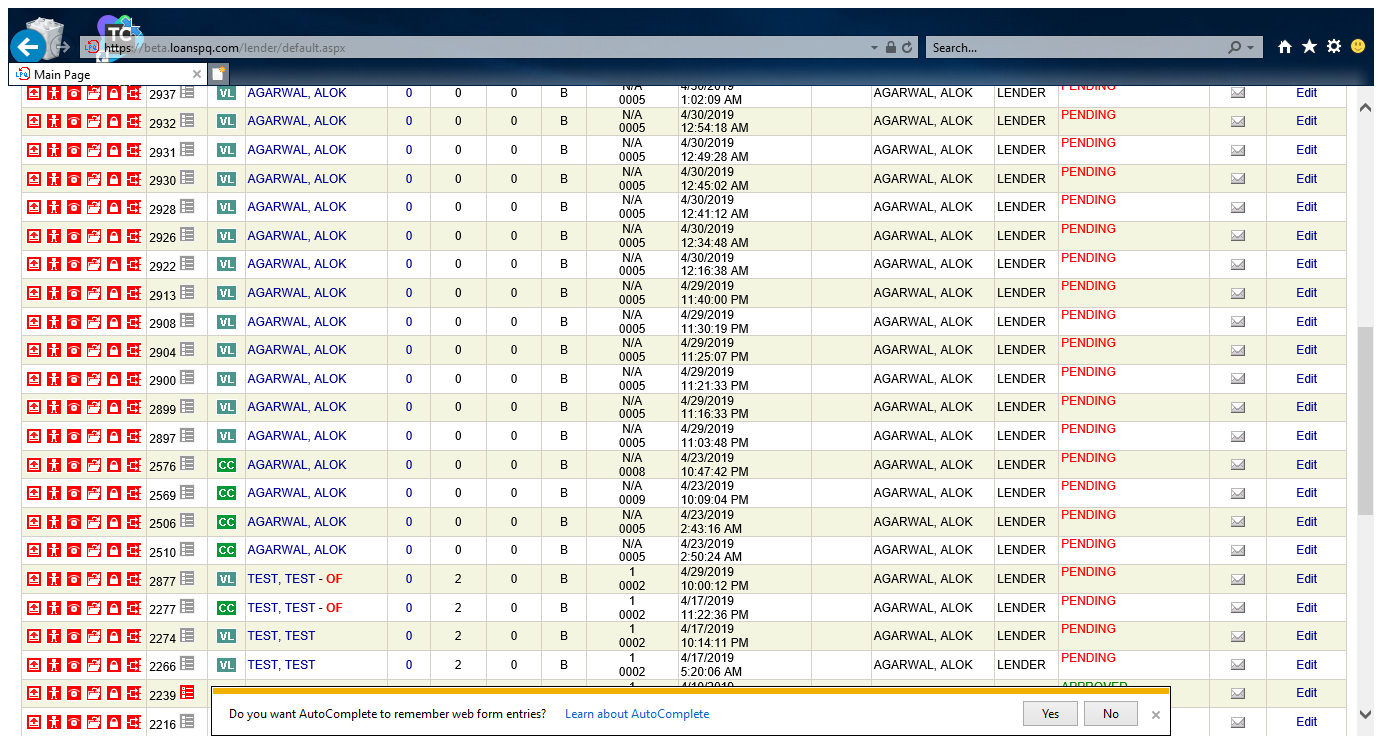 TC
https://beta.loanspq.com/lender/default.aspx
Search...
Main Page
2937 VL AGARWAL, ALOK 0 0 0 B N/A 0005 4/30/2019 1:02:09 AM AGARWAL, ALOK LENDER PENDING Edit
2932 VL AGARWAL, ALOK 0 0 0 B N/A 0005 4/30/2019 12:54:18 AM AGARWAL, ALOK LENDER PENDING Edit
2931 VL AGARWAL, ALOK 0 0 0 B N/A 0005 4/30/2019 12:49:28 AM AGARWAL, ALOK LENDER PENDING Edit
2930 VL AGARWAL, ALOK 0 0 0 B N/A 0005 4/30/2019 12:45:02 AM AGARWAL, ALOK LENDER PENDING Edit
2928 VL AGARWAL, ALOK 0 0 0 B N/A 0005 4/30/2019 12:41:12 AM AGARWAL, ALOK LENDER PENDING Edit
2926 VL AGARWAL, ALOK 0 0 0 B N/A 0005 4/30/2019 12:34:48 AM AGARWAL, ALOK LENDER PENDING Edit
2922 VL AGARWAL, ALOK 0 0 0 B N/A 0005 4/30/2019 12:16:38 AM AGARWAL, ALOK LENDER PENDING Edit
2913 VL AGARWAL, ALOK 0 0 0 B N/A 0005 4/29/2019 11:40:00 PM AGARWAL, ALOK LENDER PENDING Edit
2908 VL AGARWAL, ALOK 0 0 0 B N/A 0005 4/29/2019 11:30:19 PM AGARWAL, ALOK LENDER PENDING Edit
2904 VL AGARWAL, ALOK 0 0 0 B N/A 0005 4/29/2019 11:25:07 PM AGARWAL, ALOK LENDER PENDING Edit
2900 VL AGARWAL, ALOK 0 0 0 B N/A 0005 4/29/2019 11:21:33 PM AGARWAL, ALOK LENDER PENDING Edit
2899 VL AGARWAL, ALOK 0 0 0 B N/A 0005 4/29/2019 11:16:33 PM AGARWAL, ALOK LENDER PENDING Edit
2897 VL AGARWAL, ALOK 0 0 0 B N/A 0005 4/29/2019 11:03:48 PM AGARWAL, ALOK LENDER PENDING Edit
2576 CC AGARWAL, ALOK 0 0 0 B N/A 0008 4/23/2019 10:47:42 PM AGARWAL, ALOK LENDER PENDING Edit
2569 CC AGARWAL, ALOK 0 0 0 B N/A 0009 4/23/2019 10:09:04 PM AGARWAL, ALOK LENDER PENDING Edit
2506 CC AGARWAL, ALOK 0 0 0 B N/A 0005 4/23/2019 2:43:16 AM AGARWAL, ALOK LENDER PENDING Edit
2510 CC AGARWAL, ALOK 0 0 0 B N/A 0005 4/23/2019 2:50:24 AM AGARWAL, ALOK LENDER PENDING Edit
2877 VL TEST, TEST - OF 0 2 0 B 1 0002 4/29/2019 10:00:12 PM AGARWAL, ALOK LENDER PENDING Edit
2277 CC TEST, TEST - OF 0 2 0 B 1 0002 4/17/2019 11:22:36 PM AGARWAL, ALOK LENDER PENDING Edit
2274 VL TEST, TEST 0 2 0 B 1 0002 4/17/2019 10:14:11 PM AGARWAL, ALOK LENDER PENDING Edit
2266 VL TEST, TEST 0 2 0 B 1 0002 4/17/2019 5:20:06 AM AGARWAL, ALOK LENDER PENDING Edit
2239 APPROVED Edit
2216 Edit
Do you want AutoComplete to remember web form entries? Learn about AutoComplete Yes No